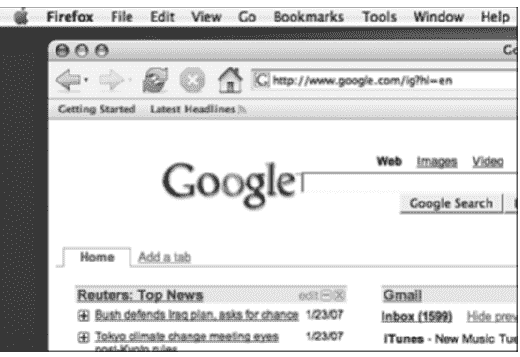 Firefox File Edit View Go Bookmarks Tools Window Help
Go
http://www.google.com/ig?hl=en
Getting Started Latest Headlines
Web Images Video
Google
Google Search
Home Add a tab
Reuters: Top News edit
Gmail
Bush defends Iraq plan, asks for chance 1/23/07
Inbox (1599) Hide prev
Tokyo climate change meeting eyes 1/23/07
post-Kyoto rules
iTunes - New Music Tue